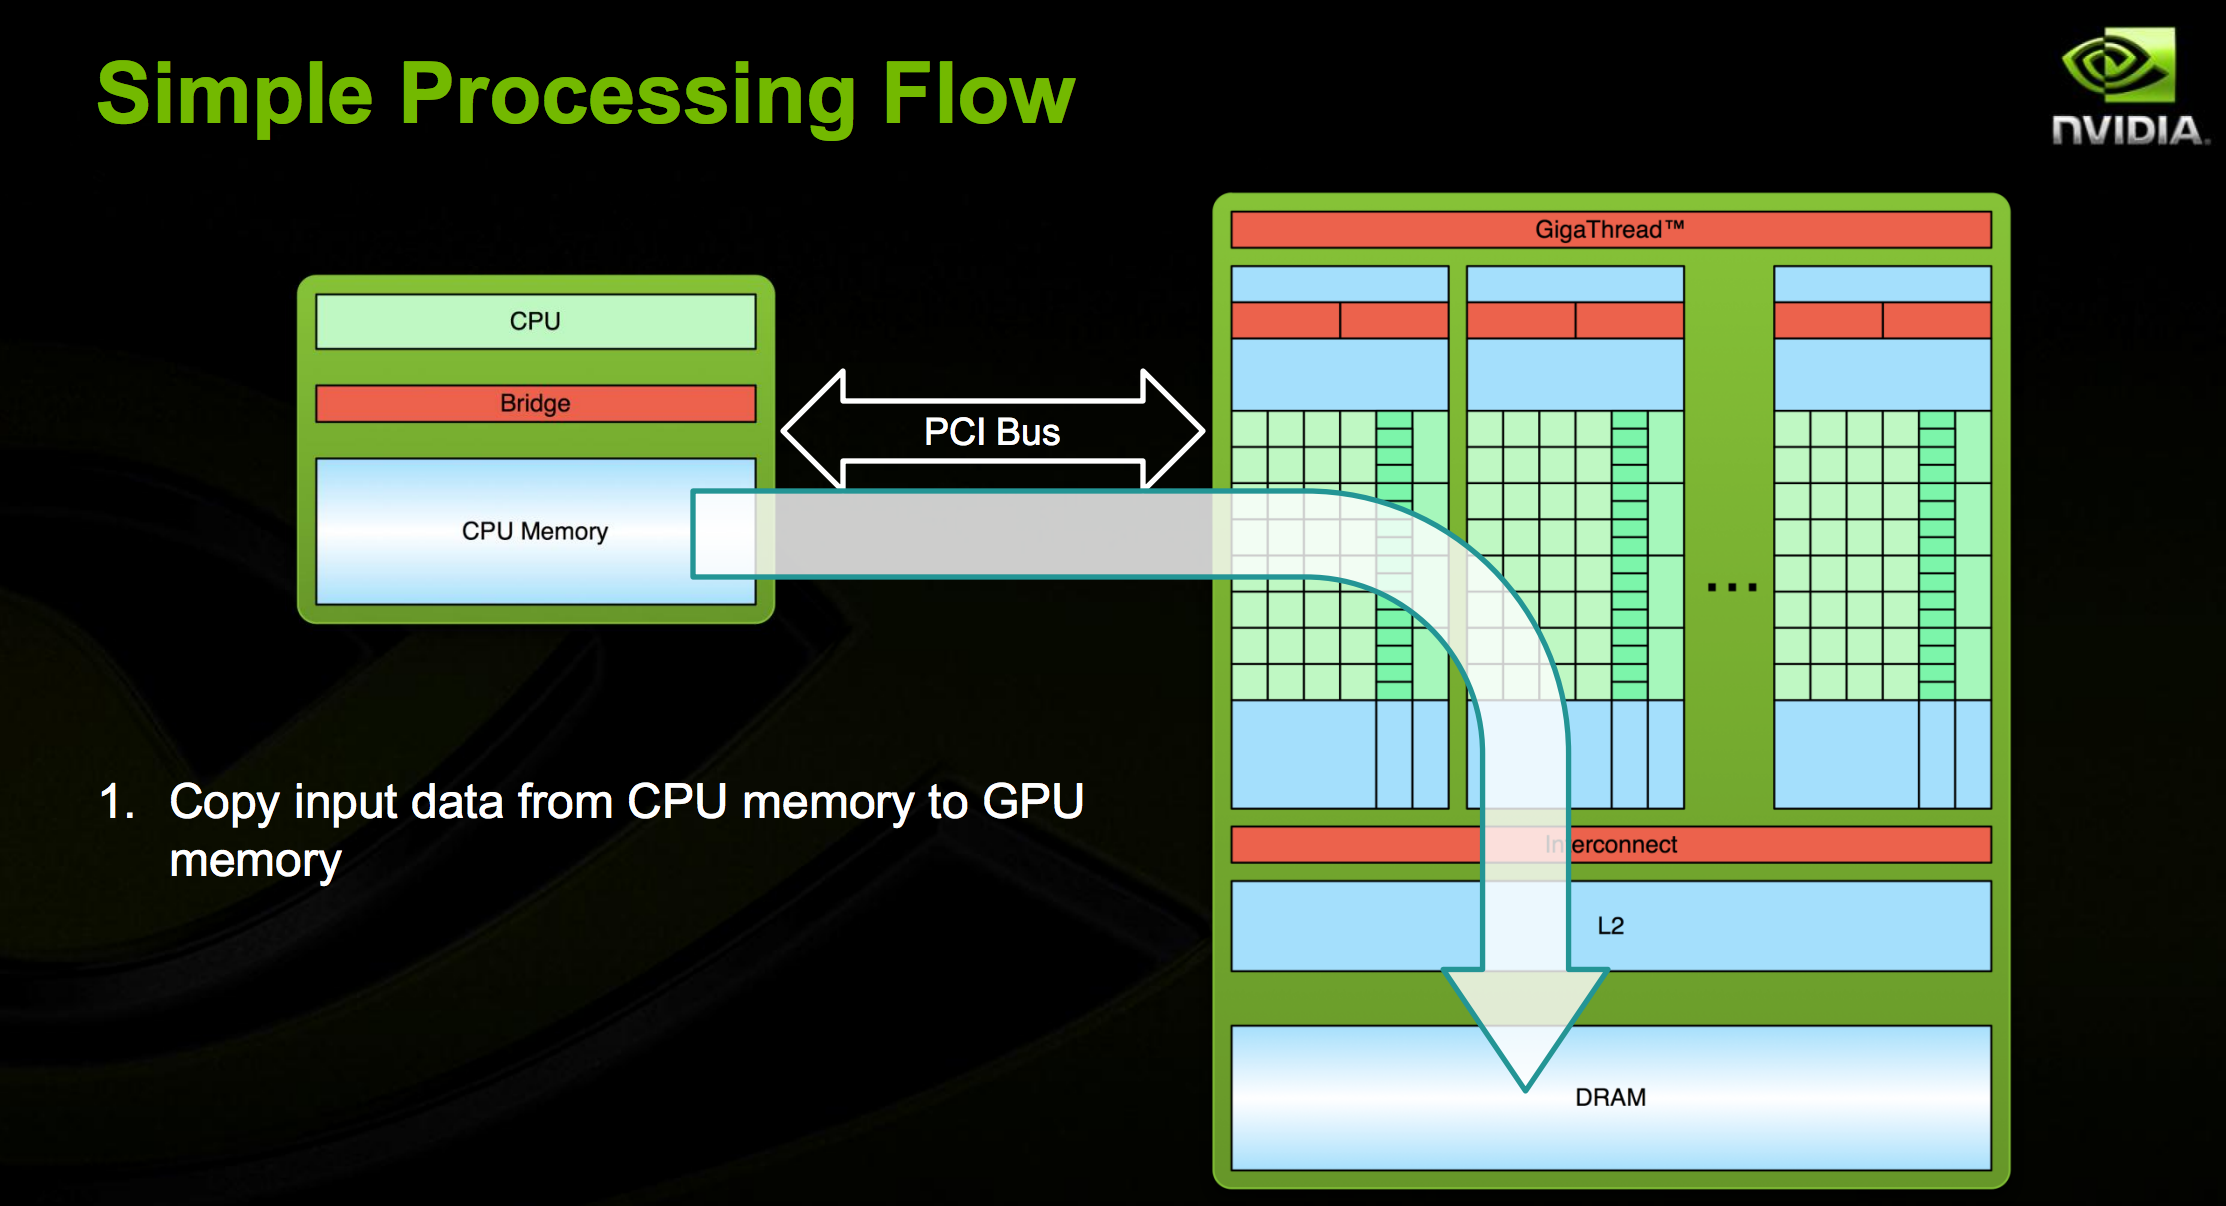 Simple Processing Flow
NVIDIA.
GigaThread™
CPU
Bridge
PCI Bus
CPU Memory
...
1. Copy input data from CPU memory to GPU
memory
Interconnect
L2
DRAM